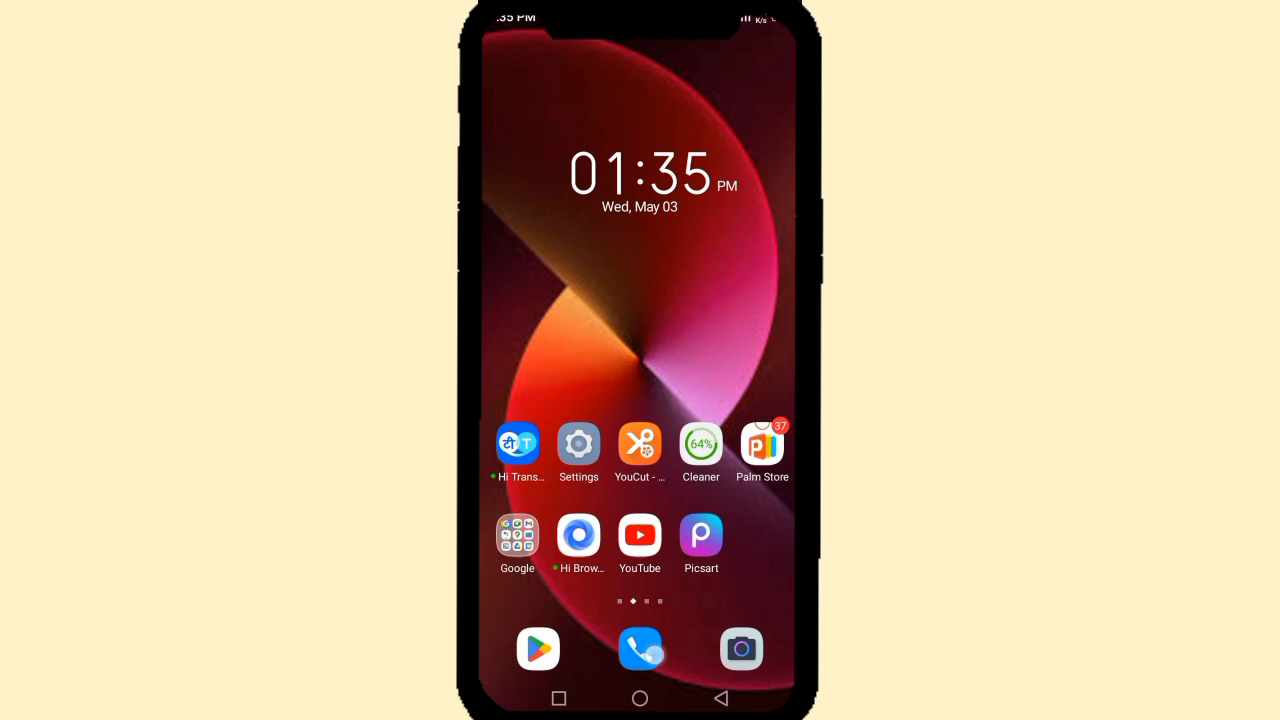 :35 PM
K/s
01:35 PM
Wed, May 03
टी T
64%
37
Hi Trans...
Settings
YouCut - ...
Cleaner
Palm Store
Google
Hi Brow...
YouTube
Picsart